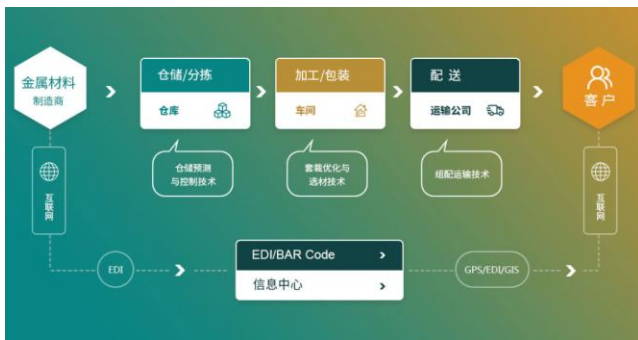 金属材料
制造商
仓储/分拣
仓库
加工/包装
车间
配送
运输公司
客户
仓储预测
与控制技术
套裁优化与
选材技术
组配运输技术
互联网
互联网
EDI
EDI/BAR Code
信息中心
GPS/EDI/GIS